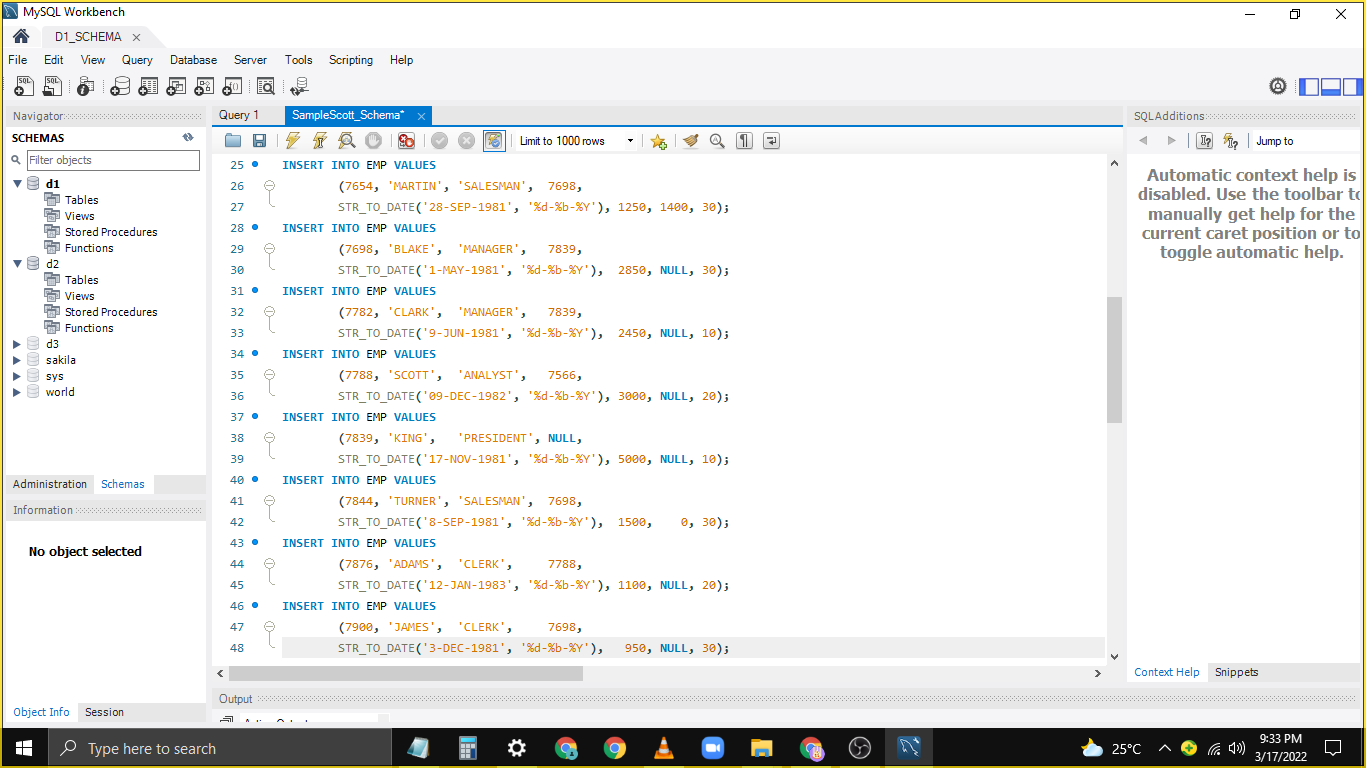 MySQL Workbench
D1_SCHEMA
File Edit View Query Database Server Tools Scripting Help
Navigator
SCHEMAS
Filter objects
d1
Tables
Views
Stored Procedures
Functions
d2
Tables
Views
Stored Procedures
Functions
d3
sakila
sys
world
Administration Schemas
Information
No object selected
Object Info Session
Query 1 SampleScott_Schema*
Limit to 1000 rows
25 INSERT INTO EMP VALUES
26 (7654, 'MARTIN', 'SALESMAN', 7698,
27 STR_TO_DATE('28-SEP-1981', '%d-%b-%Y'), 1250, 1400, 30);
28 INSERT INTO EMP VALUES
29 (7698, 'BLAKE', 'MANAGER', 7839,
30 STR_TO_DATE('1-MAY-1981', '%d-%b-%Y'), 2850, NULL, 30);
31 INSERT INTO EMP VALUES
32 (7782, 'CLARK', 'MANAGER', 7839,
33 STR_TO_DATE('9-JUN-1981', '%d-%b-%Y'), 2450, NULL, 10);
34 INSERT INTO EMP VALUES
35 (7788, 'SCOTT', 'ANALYST', 7566,
36 STR_TO_DATE('09-DEC-1982', '%d-%b-%Y'), 3000, NULL, 20);
37 INSERT INTO EMP VALUES
38 (7839, 'KING', 'PRESIDENT', NULL,
39 STR_TO_DATE('17-NOV-1981', '%d-%b-%Y'), 5000, NULL, 10);
40 INSERT INTO EMP VALUES
41 (7844, 'TURNER', 'SALESMAN', 7698,
42 STR_TO_DATE('8-SEP-1981', '%d-%b-%Y'), 1500, 0, 30);
43 INSERT INTO EMP VALUES
44 (7876, 'ADAMS', 'CLERK', 7788,
45 STR_TO_DATE('12-JAN-1983', '%d-%b-%Y'), 1100, NULL, 20);
46 INSERT INTO EMP VALUES
47 (7900, 'JAMES', 'CLERK', 7698,
48 STR_TO_DATE('3-DEC-1981', '%d-%b-%Y'), 950, NULL, 30);
Output
SQLAdditions
Jump to
Automatic context help is
disabled. Use the toolbar to
manually get help for the
current caret position or to
toggle automatic help.
Context Help Snippets
Type here to search
25°C
9:33 PM
3/17/2022